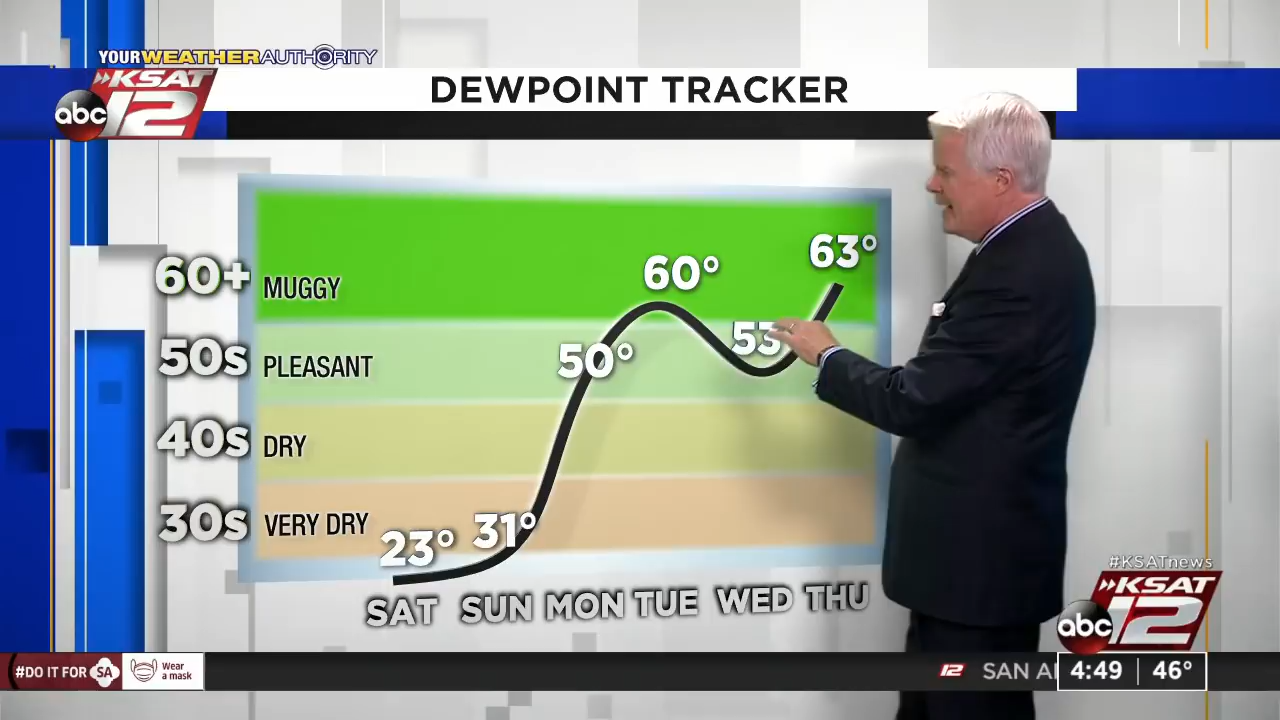 YOURWEATHERAUTHORITY
KSAT
abc 12
DEWPOINT TRACKER
60+ MUGGY
50s PLEASANT
40s DRY
30s VERY DRY
23°
31°
50°
60°
53
63°
SAT SUN MON TUE WED THU
#KSATnews
KSAT
abc 12
#DO IT FOR SA
Wear
a mask
12 SAN A
4:49 46°